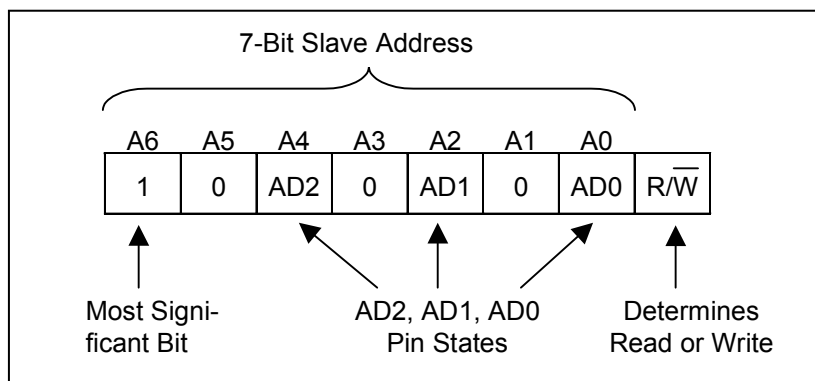 7-Bit Slave Address
A6 A5 A4 A3 A2 A1 A0
1 0 AD2 0 AD1 0 AD0 R/W̅
Most Signi-
ficant Bit
AD2, AD1, AD0
Pin States
Determines
Read or Write